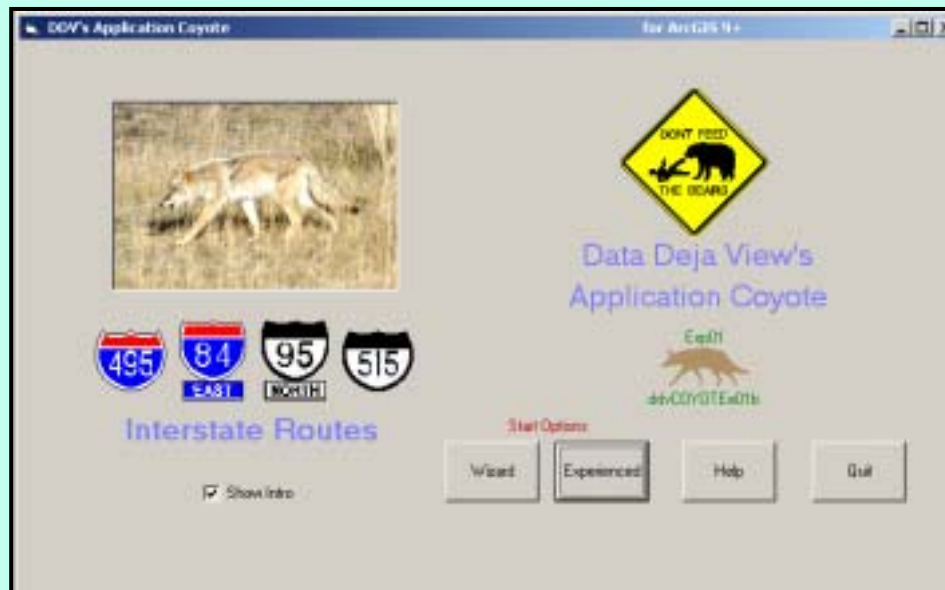 DDV's Application Coyote for ArcGIS 9+
DONT FEED
THE BEARS
Data Deja View's
Application Coyote
495
84
EAST
95
NORTH
515
Interstate Routes
Exp01
ddvCOYOTEx01b
Start Options
Wizard
Experienced
Help
Quit
Show Intro